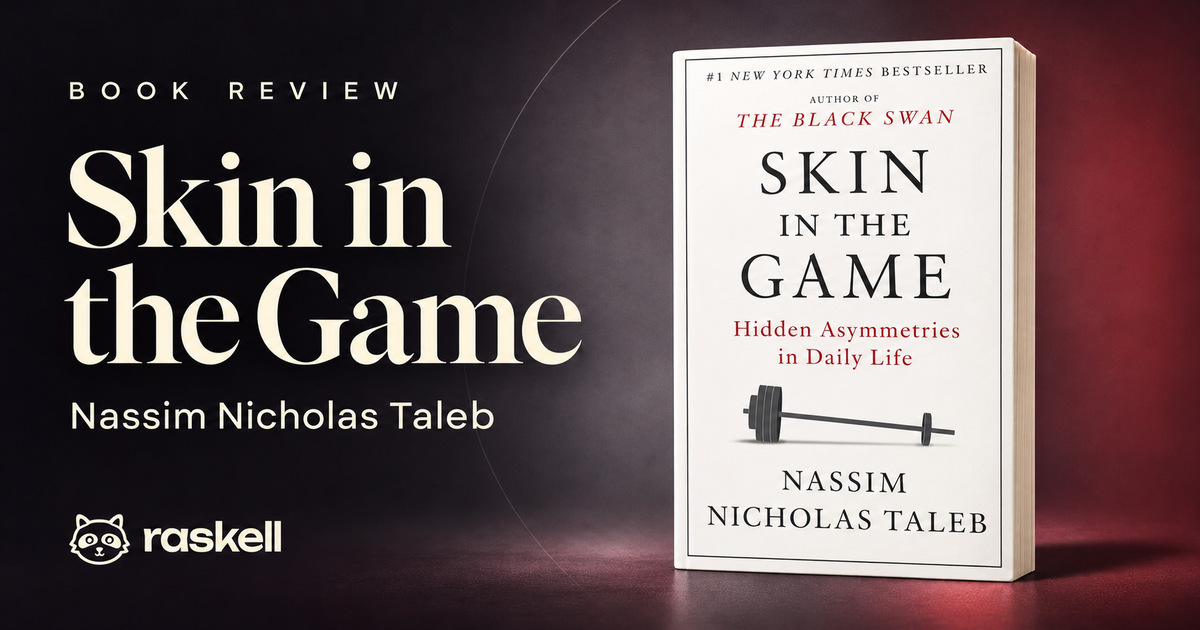 BOOK REVIEW
Skin in
the Game
Nassim Nicholas Taleb
raskell
#1 NEW YORK TIMES BESTSELLER
AUTHOR OF
THE BLACK SWAN
SKIN
IN THE
GAME
Hidden Asymmetries
in Daily Life
NASSIM
NICHOLAS TALEB